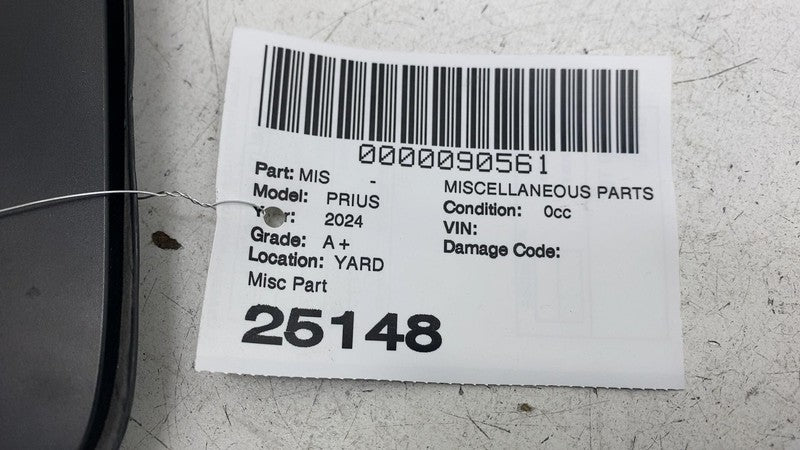 0000090561
Part: MIS -
MISCELLANEOUS PARTS
Model: PRIUS
Condition: 0cc
Year: 2024
VIN:
Grade: A+
Damage Code:
Location: YARD
Misc Part
25148